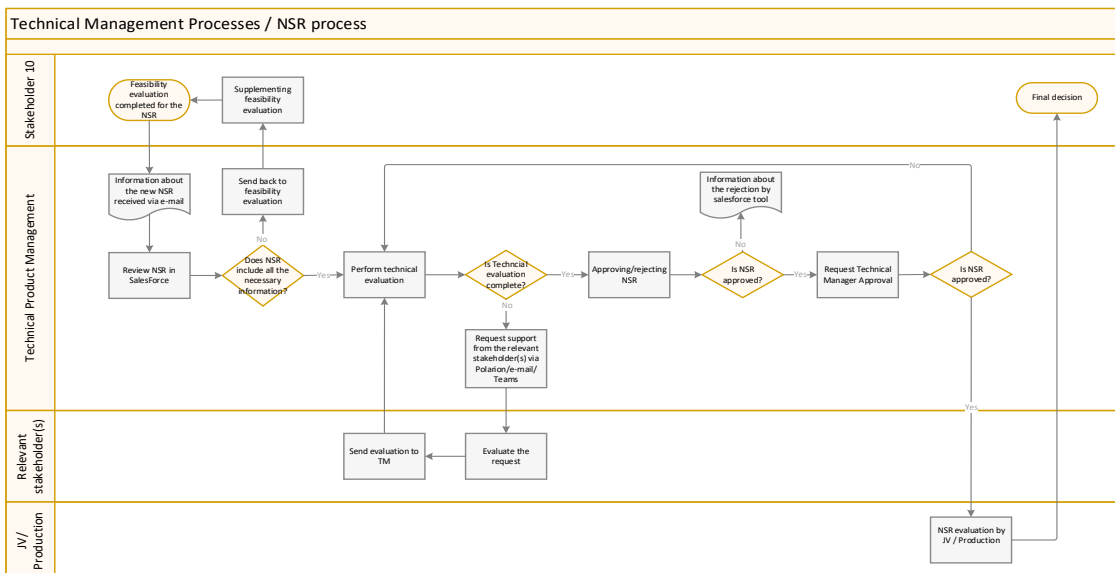 Technical Management Processes / NSR process
Stakeholder 10
Feasibility
evaluation
completed for the
NSR
Supplementing
feasibility
evaluation
Final decision
Technical Product Management
Information about
the new NSR
received via e-mail
Send back to
feasibility
evaluation
No
Information about
the rejection by
salesforce tool
No
Review NSR in
SalesForce
Does NSR
include all the
necessary
information?
Yes
Perform technical
evaluation
Is Techncial
evaluation
complete?
Yes
Approving/rejecting
NSR
No
Is NSR
approved?
Yes
Request Technical
Manager Approval
Is NSR
approved?
No
Request support
from the relevant
stakeholder(s) via
Polarion/e-mail/
Teams
Yes
Relevant
stakeholder(s)
Send evaluation to
TM
Evaluate the
request
JV/
Production
NSR evaluation by
JV / Production